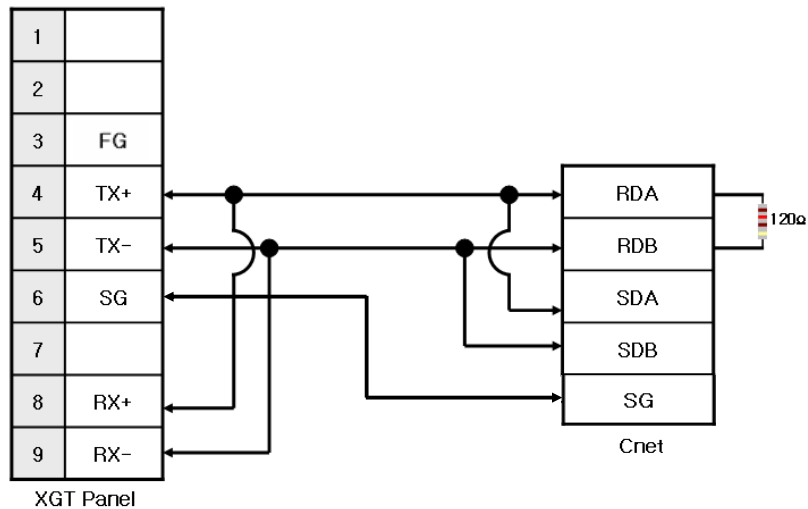 1
2
3 FG
4 TX+
5 TX-
6 SG
7
8 RX+
9 RX-
XGT Panel
RDA
RDB
SDA
SDB
SG
Cnet
120Ω